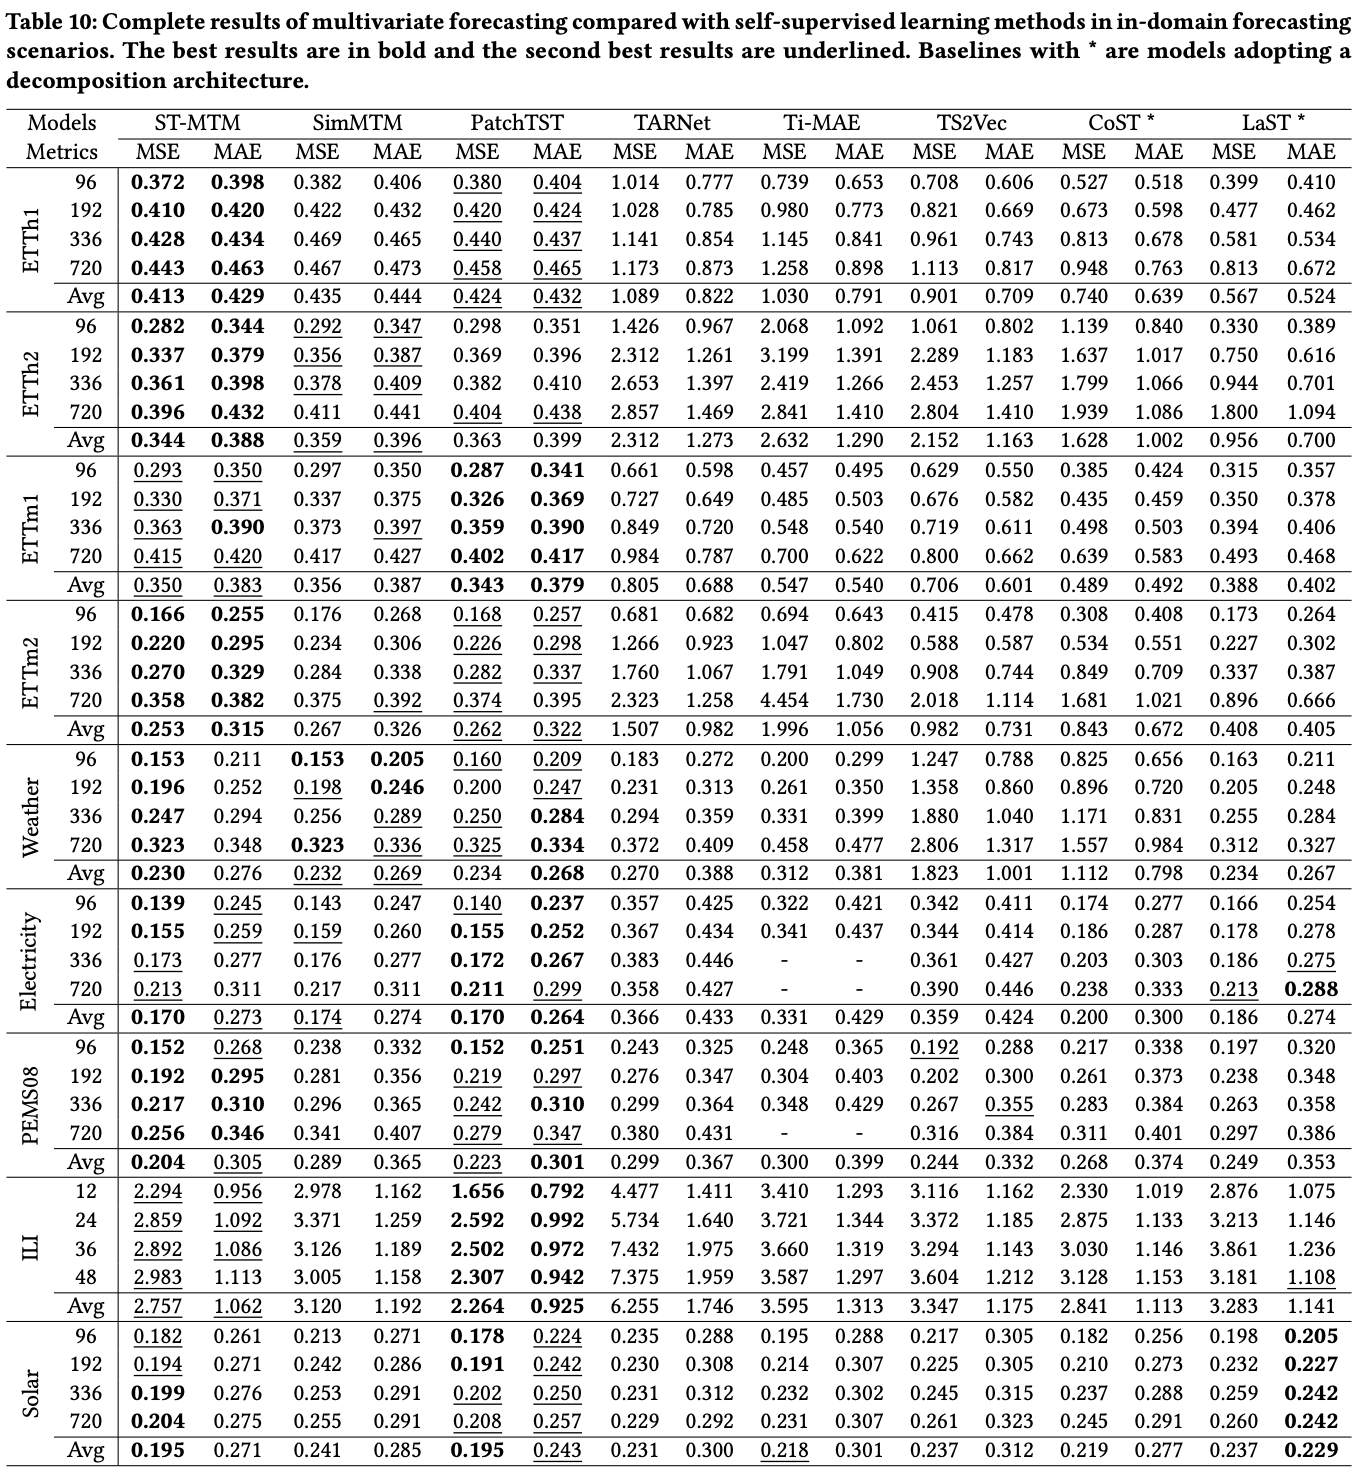 Table 10: Complete results of multivariate forecasting compared with self-supervised learning methods in in-domain forecasting
scenarios. The best results are in bold and the second best results are underlined. Baselines with * are models adopting a
decomposition architecture.
Models ST-MTM SimMTM PatchTST TARNet Ti-MAE TS2Vec CoST * LaST *
Metrics MSE MAE MSE MAE MSE MAE MSE MAE MSE MAE MSE MAE MSE MAE MSE MAE
ETTh1
96 0.372 0.398 0.382 0.406 0.380 0.404 1.014 0.777 0.739 0.653 0.708 0.606 0.527 0.518 0.399 0.410
192 0.410 0.420 0.422 0.432 0.420 0.424 1.028 0.785 0.980 0.773 0.821 0.669 0.673 0.598 0.477 0.462
336 0.428 0.434 0.469 0.465 0.440 0.437 1.141 0.854 1.145 0.841 0.961 0.743 0.813 0.678 0.581 0.534
720 0.443 0.463 0.467 0.473 0.458 0.465 1.173 0.873 1.258 0.898 1.113 0.817 0.948 0.763 0.813 0.672
Avg 0.413 0.429 0.435 0.444 0.424 0.432 1.089 0.822 1.030 0.791 0.901 0.709 0.740 0.639 0.567 0.524
ETTh2
96 0.282 0.344 0.292 0.347 0.298 0.351 1.426 0.967 2.068 1.092 1.061 0.802 1.139 0.840 0.330 0.389
192 0.337 0.379 0.356 0.387 0.369 0.396 2.312 1.261 3.199 1.391 2.289 1.183 1.637 1.017 0.750 0.616
336 0.361 0.398 0.378 0.409 0.382 0.410 2.653 1.397 2.419 1.266 2.453 1.257 1.799 1.066 0.944 0.701
720 0.396 0.432 0.411 0.441 0.404 0.438 2.857 1.469 2.841 1.410 2.804 1.410 1.939 1.086 1.800 1.094
Avg 0.344 0.388 0.359 0.396 0.363 0.399 2.312 1.273 2.632 1.290 2.152 1.163 1.628 1.002 0.956 0.700
ETTm1
96 0.293 0.350 0.297 0.350 0.287 0.341 0.661 0.598 0.457 0.495 0.629 0.550 0.385 0.424 0.315 0.357
192 0.330 0.371 0.337 0.375 0.326 0.369 0.727 0.649 0.485 0.503 0.676 0.582 0.435 0.459 0.350 0.378
336 0.363 0.390 0.373 0.397 0.359 0.390 0.849 0.720 0.548 0.540 0.719 0.611 0.498 0.503 0.394 0.406
720 0.415 0.420 0.417 0.427 0.402 0.417 0.984 0.787 0.700 0.622 0.800 0.662 0.639 0.583 0.493 0.468
Avg 0.350 0.383 0.356 0.387 0.343 0.379 0.805 0.688 0.547 0.540 0.706 0.601 0.489 0.492 0.388 0.402
ETTm2
96 0.166 0.255 0.176 0.268 0.168 0.257 0.681 0.682 0.694 0.643 0.415 0.478 0.308 0.408 0.173 0.264
192 0.220 0.295 0.234 0.306 0.226 0.298 1.266 0.923 1.047 0.802 0.588 0.587 0.534 0.551 0.227 0.302
336 0.270 0.329 0.284 0.338 0.282 0.337 1.760 1.067 1.791 1.049 0.908 0.744 0.849 0.709 0.337 0.387
720 0.358 0.382 0.375 0.392 0.374 0.395 2.323 1.258 4.454 1.730 2.018 1.114 1.681 1.021 0.896 0.666
Avg 0.253 0.315 0.267 0.326 0.262 0.322 1.507 0.982 1.996 1.056 0.982 0.731 0.843 0.672 0.408 0.405
Weather
96 0.153 0.211 0.153 0.205 0.160 0.209 0.183 0.272 0.200 0.299 1.247 0.788 0.825 0.656 0.163 0.211
192 0.196 0.252 0.198 0.246 0.200 0.247 0.231 0.313 0.261 0.350 1.358 0.860 0.896 0.720 0.205 0.248
336 0.247 0.294 0.256 0.289 0.250 0.284 0.294 0.359 0.331 0.399 1.880 1.040 1.171 0.831 0.255 0.284
720 0.323 0.348 0.323 0.336 0.325 0.334 0.372 0.409 0.458 0.477 2.806 1.317 1.557 0.984 0.312 0.327
Avg 0.230 0.276 0.232 0.269 0.234 0.268 0.270 0.388 0.312 0.381 1.823 1.001 1.112 0.798 0.234 0.267
Electricity
96 0.139 0.245 0.143 0.247 0.140 0.237 0.357 0.425 0.322 0.421 0.342 0.411 0.174 0.277 0.166 0.254
192 0.155 0.259 0.159 0.260 0.155 0.252 0.367 0.434 0.341 0.437 0.344 0.414 0.186 0.287 0.178 0.278
336 0.173 0.277 0.176 0.277 0.172 0.267 0.383 0.446 - - 0.361 0.427 0.203 0.303 0.186 0.275
720 0.213 0.311 0.217 0.311 0.211 0.299 0.358 0.427 - - 0.390 0.446 0.238 0.333 0.213 0.288
Avg 0.170 0.273 0.174 0.274 0.170 0.264 0.366 0.433 0.331 0.429 0.359 0.424 0.200 0.300 0.186 0.274
PEMS08
96 0.152 0.268 0.238 0.332 0.152 0.251 0.243 0.325 0.248 0.365 0.192 0.288 0.217 0.338 0.197 0.320
192 0.192 0.295 0.281 0.356 0.219 0.297 0.276 0.347 0.304 0.403 0.202 0.300 0.261 0.373 0.238 0.348
336 0.217 0.310 0.296 0.365 0.242 0.310 0.299 0.364 0.348 0.429 0.267 0.355 0.283 0.384 0.263 0.358
720 0.256 0.346 0.341 0.407 0.279 0.347 0.380 0.431 - - 0.316 0.384 0.311 0.401 0.297 0.386
Avg 0.204 0.305 0.289 0.365 0.223 0.301 0.299 0.367 0.300 0.399 0.244 0.332 0.268 0.374 0.249 0.353
ILI
12 2.294 0.956 2.978 1.162 1.656 0.792 4.477 1.411 3.410 1.293 3.116 1.162 2.330 1.019 2.876 1.075
24 2.859 1.092 3.371 1.259 2.592 0.992 5.734 1.640 3.721 1.344 3.372 1.185 2.875 1.133 3.213 1.146
36 2.892 1.086 3.126 1.189 2.502 0.972 7.432 1.975 3.660 1.319 3.294 1.143 3.030 1.146 3.861 1.236
48 2.983 1.113 3.005 1.158 2.307 0.942 7.375 1.959 3.587 1.297 3.604 1.212 3.128 1.153 3.181 1.108
Avg 2.757 1.062 3.120 1.192 2.264 0.925 6.255 1.746 3.595 1.313 3.347 1.175 2.841 1.113 3.283 1.141
Solar
96 0.182 0.261 0.213 0.271 0.178 0.224 0.235 0.288 0.195 0.288 0.217 0.305 0.182 0.256 0.198 0.205
192 0.194 0.271 0.242 0.286 0.191 0.242 0.230 0.308 0.214 0.307 0.225 0.305 0.210 0.273 0.232 0.227
336 0.199 0.276 0.253 0.291 0.202 0.250 0.231 0.312 0.232 0.302 0.245 0.315 0.237 0.288 0.259 0.242
720 0.204 0.275 0.255 0.291 0.208 0.257 0.229 0.292 0.231 0.307 0.261 0.323 0.245 0.291 0.260 0.242
Avg 0.195 0.271 0.241 0.285 0.195 0.243 0.231 0.300 0.218 0.301 0.237 0.312 0.219 0.277 0.237 0.229